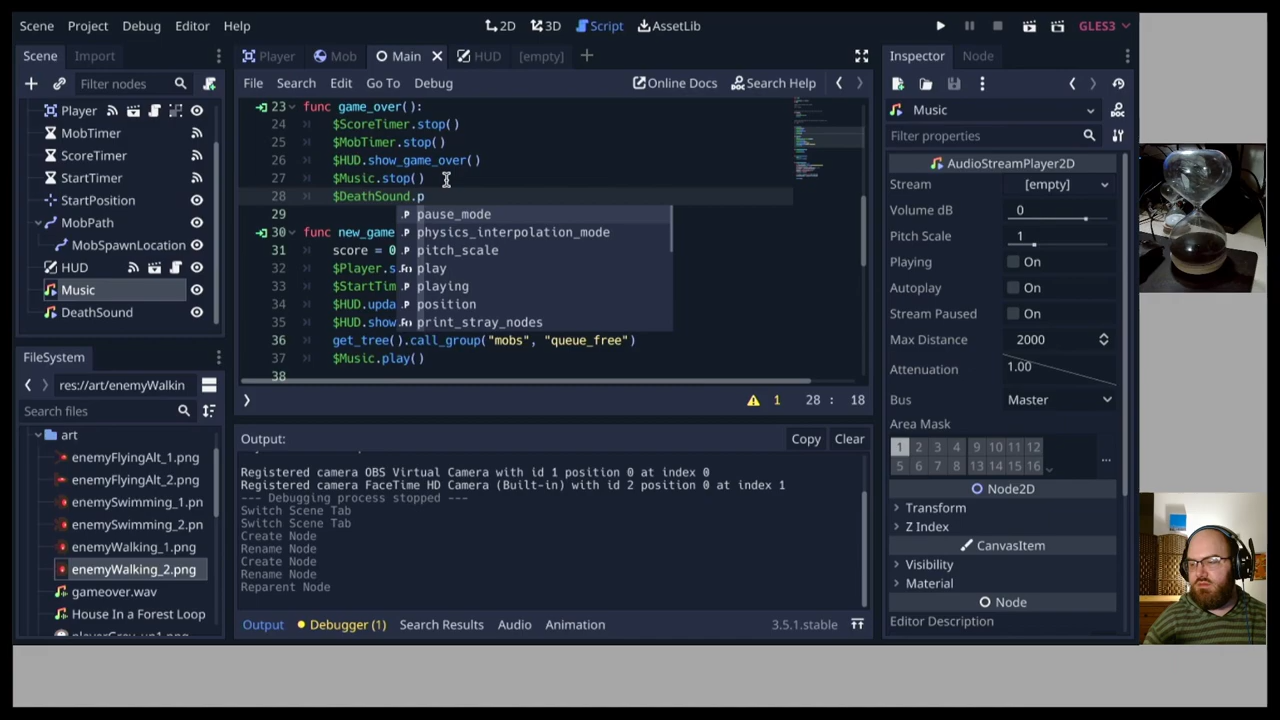 Scene Project Debug Editor Help
2D 3D Script AssetLib
GLES3
Scene Import
Filter nodes
Player
MobTimer
ScoreTimer
StartTimer
StartPosition
MobPath
MobSpawnLocation
HUD
Music
DeathSound
FileSystem
res://art/enemyWalkin
Search files
art
enemyFlyingAlt_1.png
enemyFlyingAlt_2.png
enemySwimming_1.pn
enemySwimming_2.pn
enemyWalking_1.png
enemyWalking_2.png
gameover.wav
House In a Forest Loop
Player Mob Main HUD [empty]
File Search Edit Go To Debug
Online Docs Search Help
23 func game_over():
24 $ScoreTimer.stop()
25 $MobTimer.stop()
26 $HUD.show_game_over()
27 $Music.stop()
28 $DeathSound.p
29
30 func new_game
31 score = 0
32 $Player.s
33 $StartTim
34 $HUD.upda
35 $HUD.show
36 get_tree().call_group("mobs", "queue_free")
37 $Music.play()
38
pause_mode
physics_interpolation_mode
pitch_scale
play
playing
position
print_stray_nodes
1 28 : 18
Output:
Copy Clear
Registered camera OBS Virtual Camera with id 1 position 0 at index 0
Registered camera FaceTime HD Camera (Built-in) with id 2 position 0 at index 1
--- Debugging process stopped ---
Switch Scene Tab
Switch Scene Tab
Create Node
Rename Node
Create Node
Rename Node
Reparent Node
Output Debugger (1) Search Results Audio Animation
3.5.1.stable
Inspector Node
Music
Filter properties
AudioStreamPlayer2D
Stream [empty]
Volume dB 0
Pitch Scale 1
Playing On
Autoplay On
Stream Paused On
Max Distance 2000
Attenuation 1.00
Bus Master
Area Mask
1 2 3 4 9 10 11 12
5 6 7 8 13 14 15 16
Node2D
Transform
Z Index
CanvasItem
Visibility
Material
Node
Editor Description